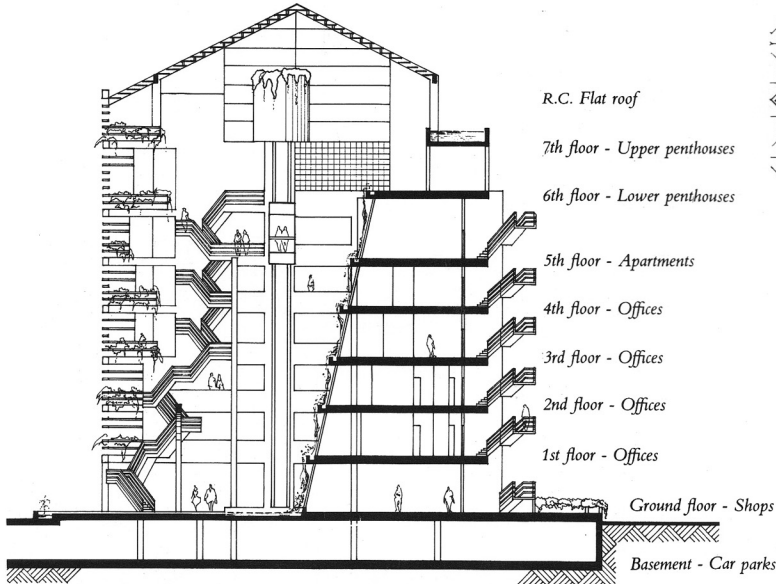 R.C. Flat roof
7th floor - Upper penthouses
6th floor - Lower penthouses
5th floor - Apartments
4th floor - Offices
3rd floor - Offices
2nd floor - Offices
1st floor - Offices
Ground floor - Shops
Basement - Car parks